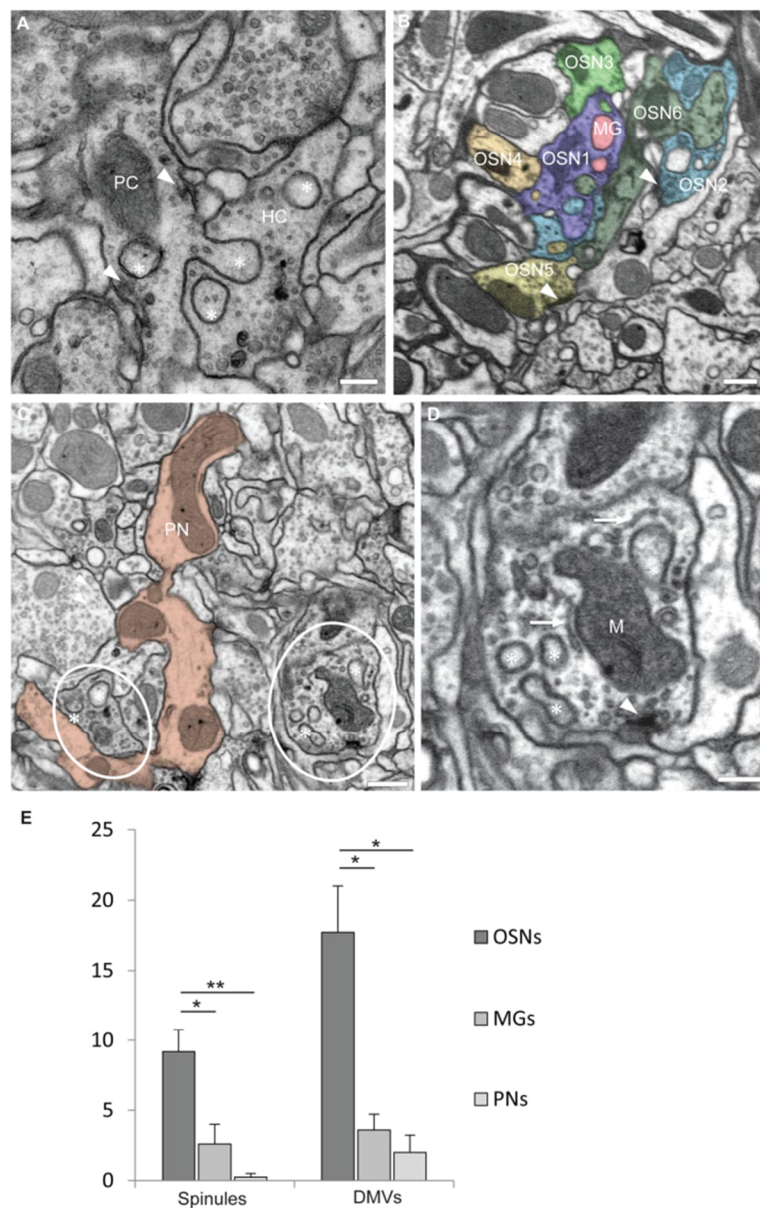 A
PC
HC
*
*
*
*
B
OSN3
OSN6
MG
OSN4
OSN1
OSN2
OSN5
C
PN
*
*
*
D
M
*
*
*
*
E
25
20
15
10
5
0
**
*
*
*
Spinules
DMVs
OSNs
MGs
PNs